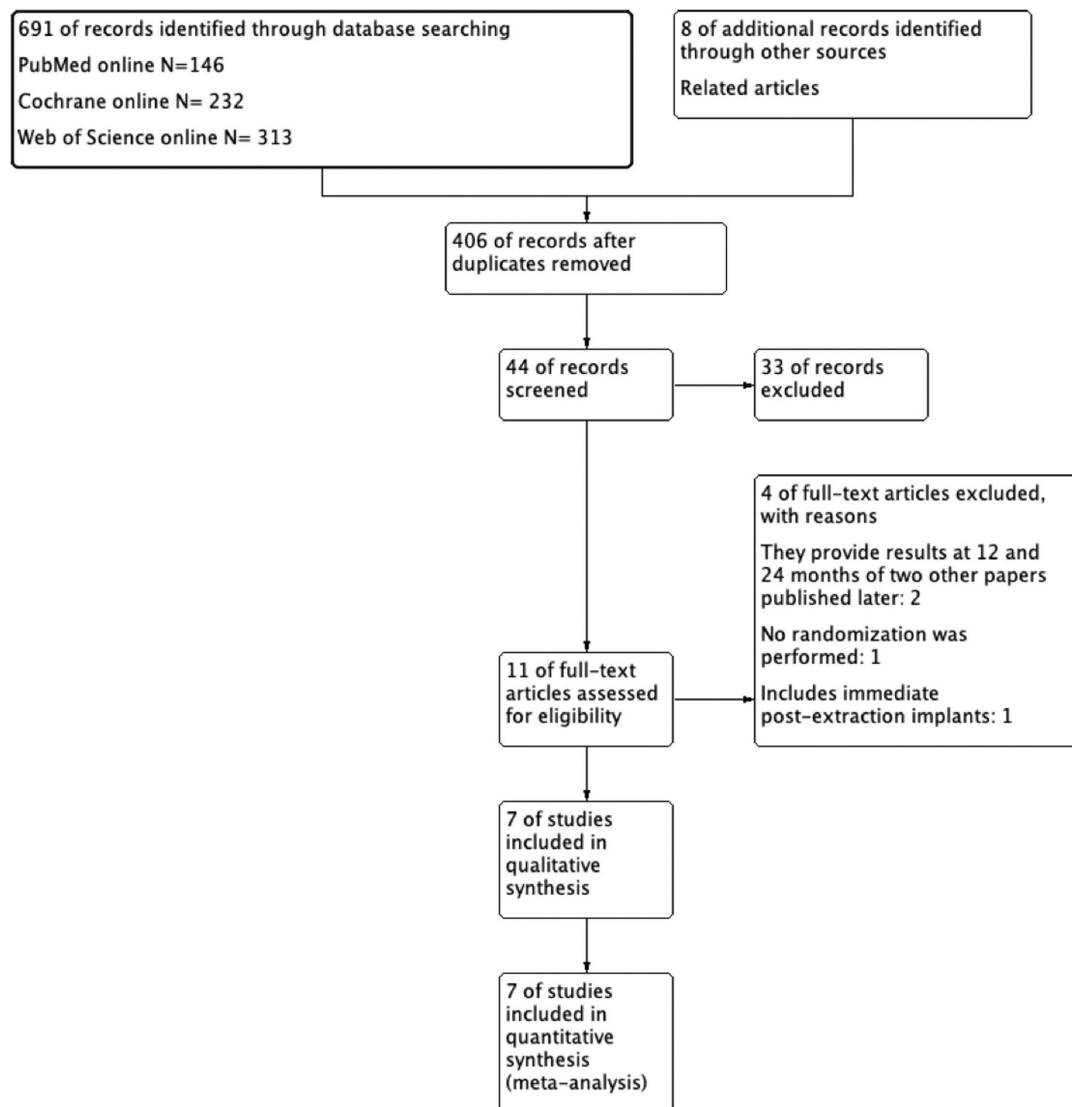 691 of records identified through database searching
PubMed online N=146
Cochrane online N= 232
Web of Science online N= 313
8 of additional records identified
through other sources
Related articles
406 of records after
duplicates removed
44 of records
screened
33 of records
excluded
4 of full-text articles excluded,
with reasons
They provide results at 12 and
24 months of two other papers
published later: 2
No randomization was
performed: 1
Includes immediate
post-extraction implants: 1
11 of full-text
articles assessed
for eligibility
7 of studies
included in
qualitative
synthesis
7 of studies
included in
quantitative
synthesis
(meta-analysis)